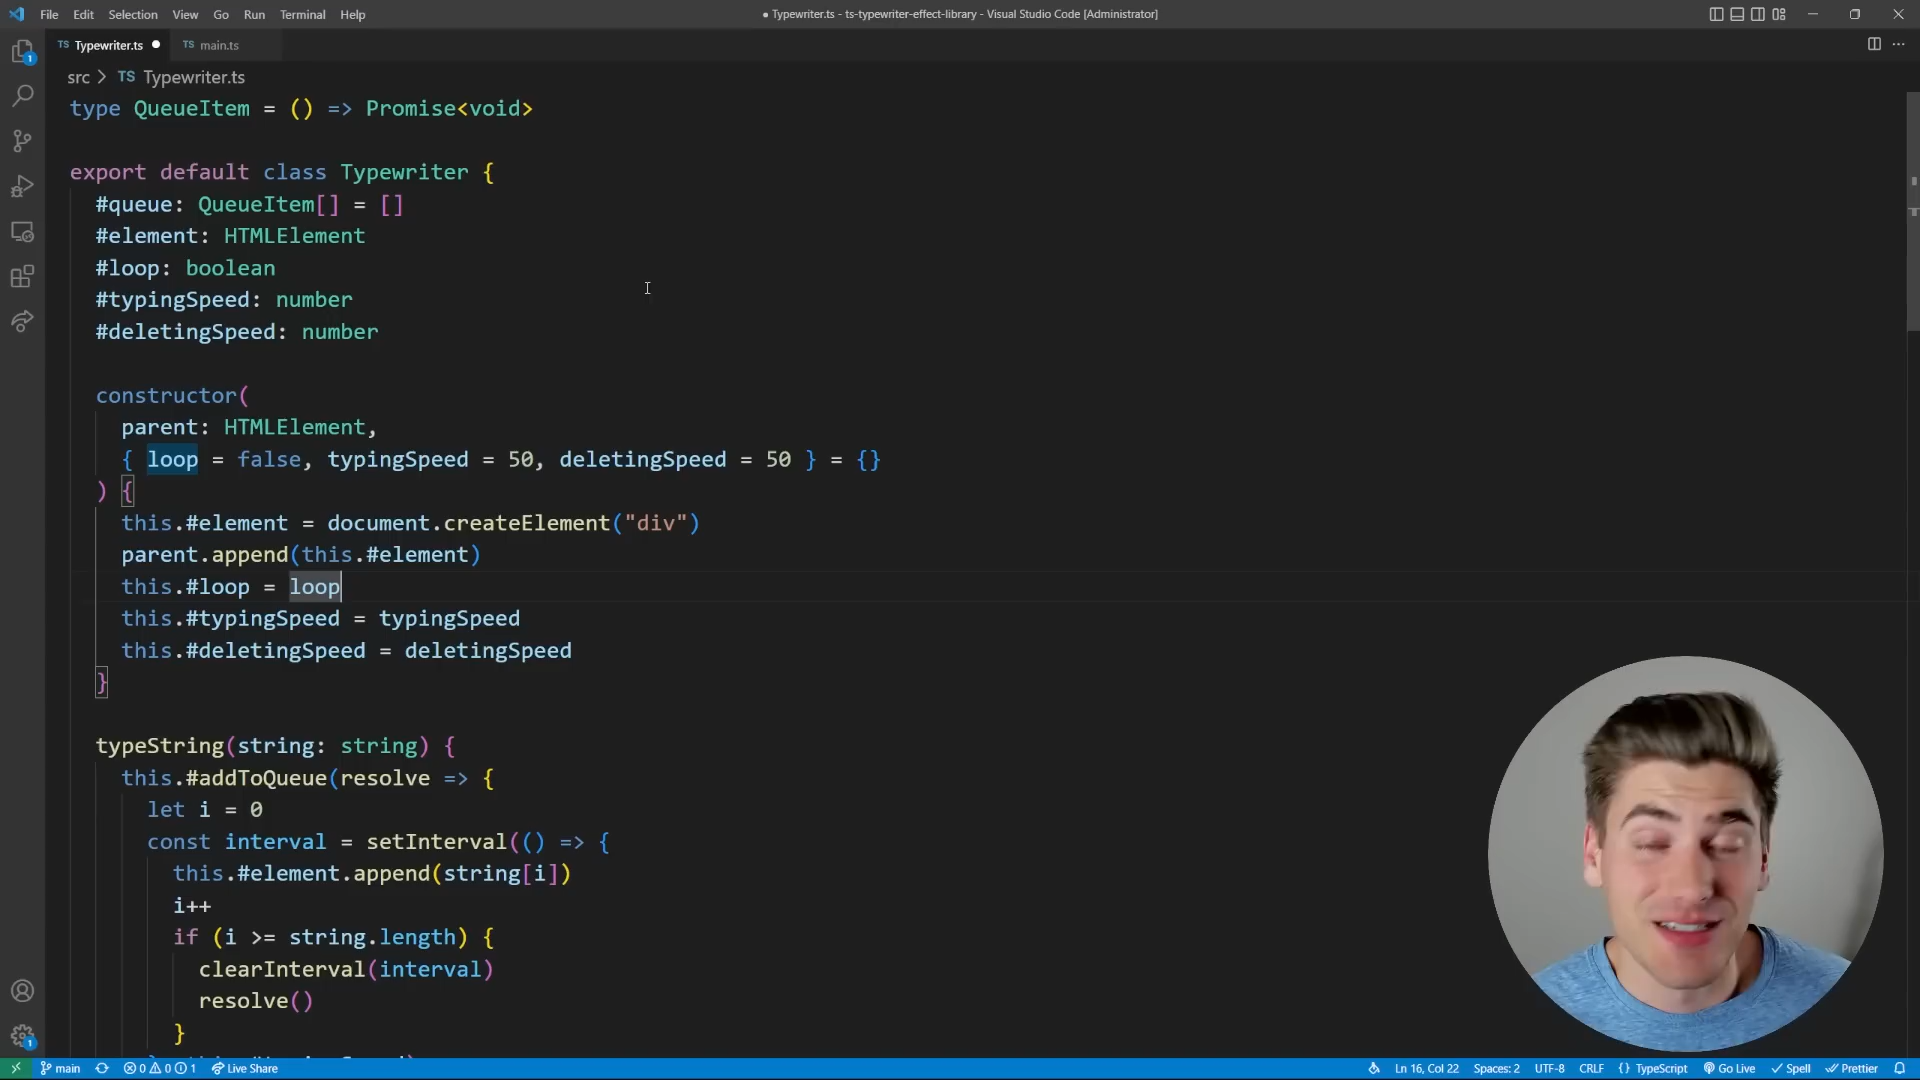 File Edit Selection View Go Run Terminal Help
● Typewriter.ts - ts-typewriter-effect-library - Visual Studio Code [Administrator]
TS Typewriter.ts ●
TS main.ts
src > TS Typewriter.ts
type QueueItem = () => Promise<void>
export default class Typewriter {
#queue: QueueItem[] = []
#element: HTMLElement
#loop: boolean
#typingSpeed: number
#deletingSpeed: number
constructor(
parent: HTMLElement,
{ loop = false, typingSpeed = 50, deletingSpeed = 50 } = {}
) {
this.#element = document.createElement("div")
parent.append(this.#element)
this.#loop = loop
this.#typingSpeed = typingSpeed
this.#deletingSpeed = deletingSpeed
}
typeString(string: string) {
this.#addToQueue(resolve => {
let i = 0
const interval = setInterval(() => {
this.#element.append(string[i])
i++
if (i >= string.length) {
clearInterval(interval)
resolve()
}
1
1
main 0 0 1 Live Share
Ln 16, Col 22 Spaces: 2 UTF-8 CRLF {} TypeScript Go Live Spell Prettier